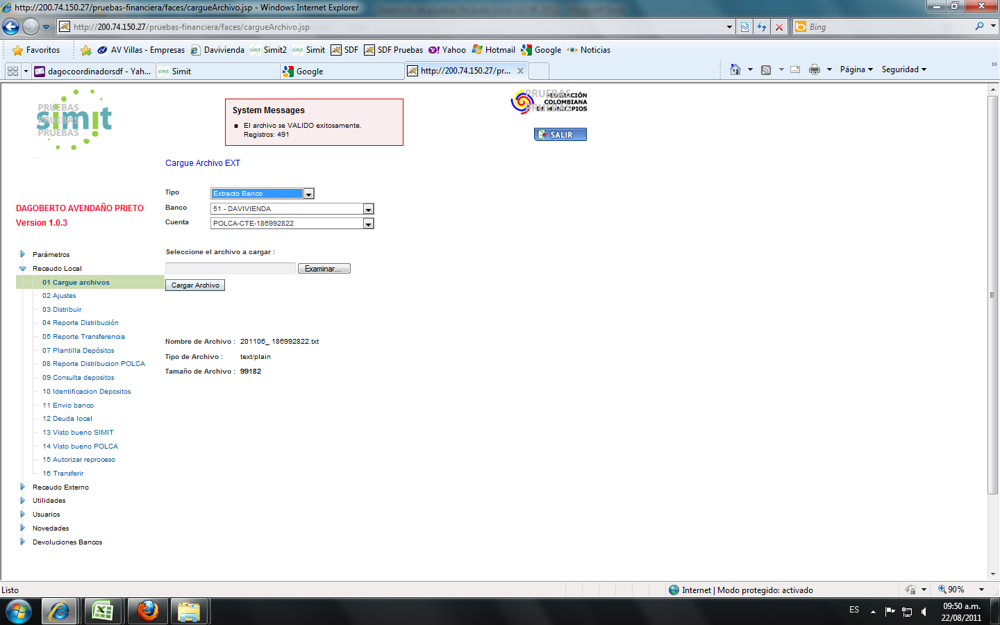 http://200.74.150.27/pruebas-financiera/faces/cargueArchivo.jsp - Windows Internet Explorer
http://200.74.150.27/pruebas-financiera/faces/cargueArchivo.jsp
Bing
Favoritos
AV Villas - Empresas
Davivienda
Simit2
Simit
SDF
SDF Pruebas
Yahoo
Hotmail
Google
Noticias
dagocoordinadorsdf - Yah...
Simit
Google
http://200.74.150.27/pr...
Página
Seguridad
PRUEBAS
simit
PRUEBAS
PRUEBAS
System Messages
El archivo se VALIDO exitosamente.
Registros: 491
PRUEBAS
FEDERACIÓN
COLOMBIANA
DE MUNICIPIOS
SALIR
Cargue Archivo EXT
Tipo
Extracto Banco
Banco
51 - DAVIVIENDA
Cuenta
POLCA-CTE-186992822
DAGOBERTO AVENDAÑO PRIETO
Version 1.0.3
Seleccione el archivo a cargar :
Examinar...
Cargar Archivo
Parámetros
Recaudo Local
01 Cargue archivos
02 Ajustes
03 Distribuir
04 Reporte Distribución
05 Reporte Transferencia
07 Plantilla Depósitos
08 Reporte Distribucion POLCA
09 Consulta depositos
10 Identificacion Depositos
11 Envio banco
12 Deuda local
13 Visto bueno SIMIT
14 Visto bueno POLCA
15 Autorizar reproceso
16 Transferir
Recaudo Externo
Utilidades
Usuarios
Novedades
Devoluciones Bancos
Nombre de Archivo : 201106_ 186992822.txt
Tipo de Archivo : text/plain
Tamaño de Archivo : 99182
Listo
Internet | Modo protegido: activado
90%
ES
09:50 a.m.
22/08/2011